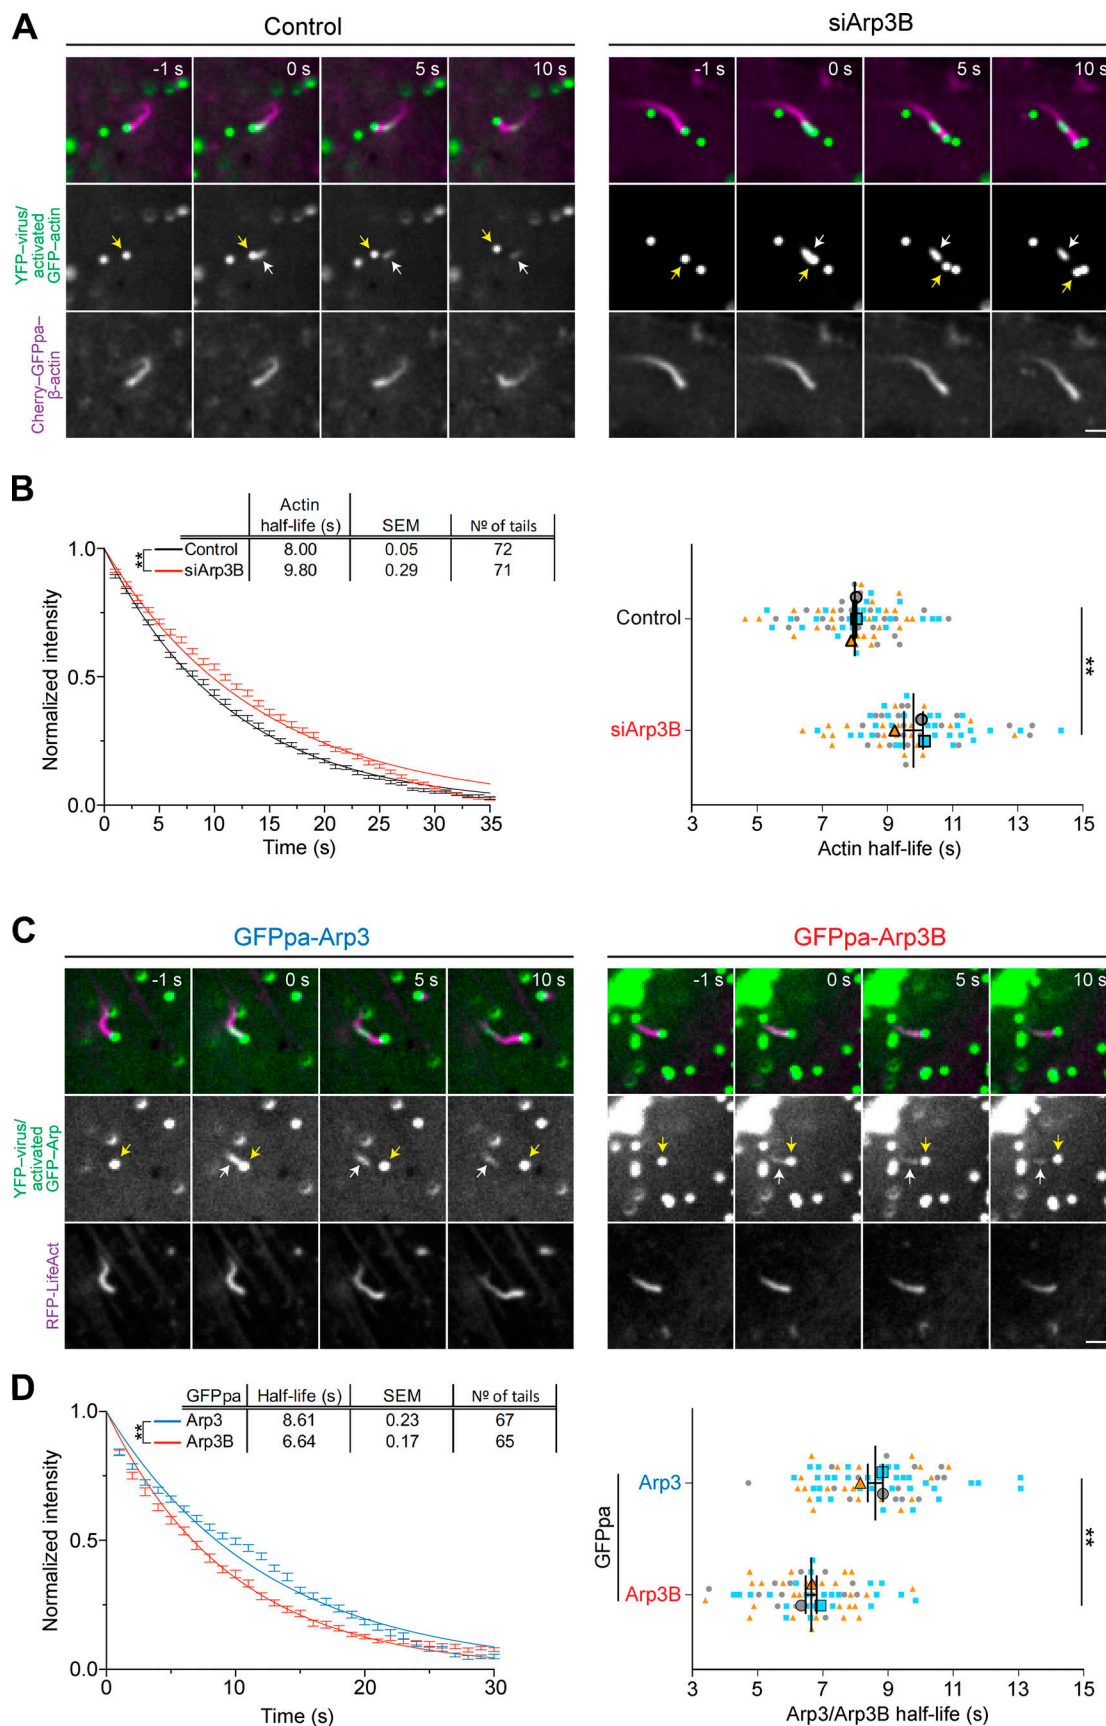 A
Control
siArp3B
-1 s
0 s
5 s
10 s
-1 s
0 s
5 s
10 s
YFP–virus/
activated
GFP–actin
Cherry–GFPpa–
β-actin
B
Actin
half-life (s)
SEM
Nº of tails
Control
8.00
0.05
72
siArp3B
9.80
0.29
71
**
1.0
0.5
0.0
Normalized intensity
0
5
10
15
20
25
30
35
Time (s)
Control
siArp3B
**
3
5
7
9
11
13
15
Actin half-life (s)
C
GFPpa-Arp3
GFPpa-Arp3B
-1 s
0 s
5 s
10 s
-1 s
0 s
5 s
10 s
YFP–virus/
activated
GFP–Arp
RFP-LifeAct
D
GFPpa
Half-life (s)
SEM
Nº of tails
Arp3
8.61
0.23
67
Arp3B
6.64
0.17
65
**
1.0
0.5
0.0
Normalized intensity
0
10
20
30
Time (s)
GFPpa
Arp3
Arp3B
**
3
5
7
9
11
13
15
Arp3/Arp3B half-life (s)